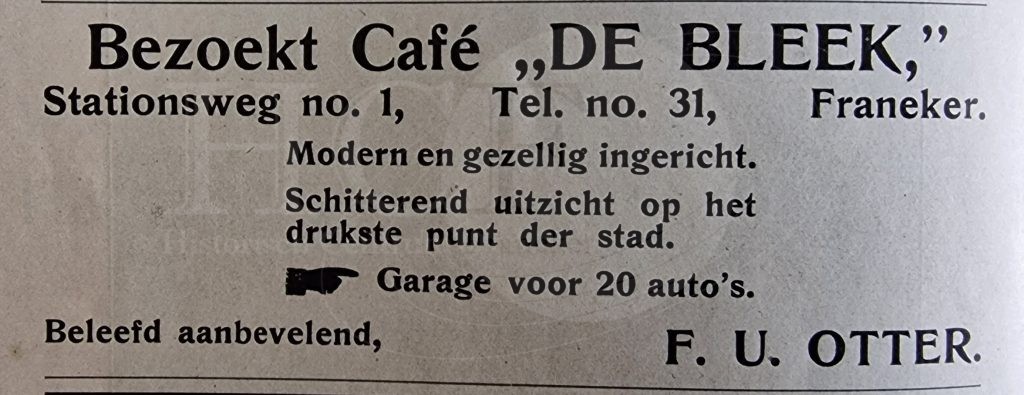 Bezoekt Café „DE BLEEK,”
Stationsweg no. 1, Tel. no. 31, Franeker.
Modern en gezellig ingericht.
Schitterend uitzicht op het
drukste punt der stad.
Garage voor 20 auto's.
Beleefd aanbevelend,
F. U. OTTER.